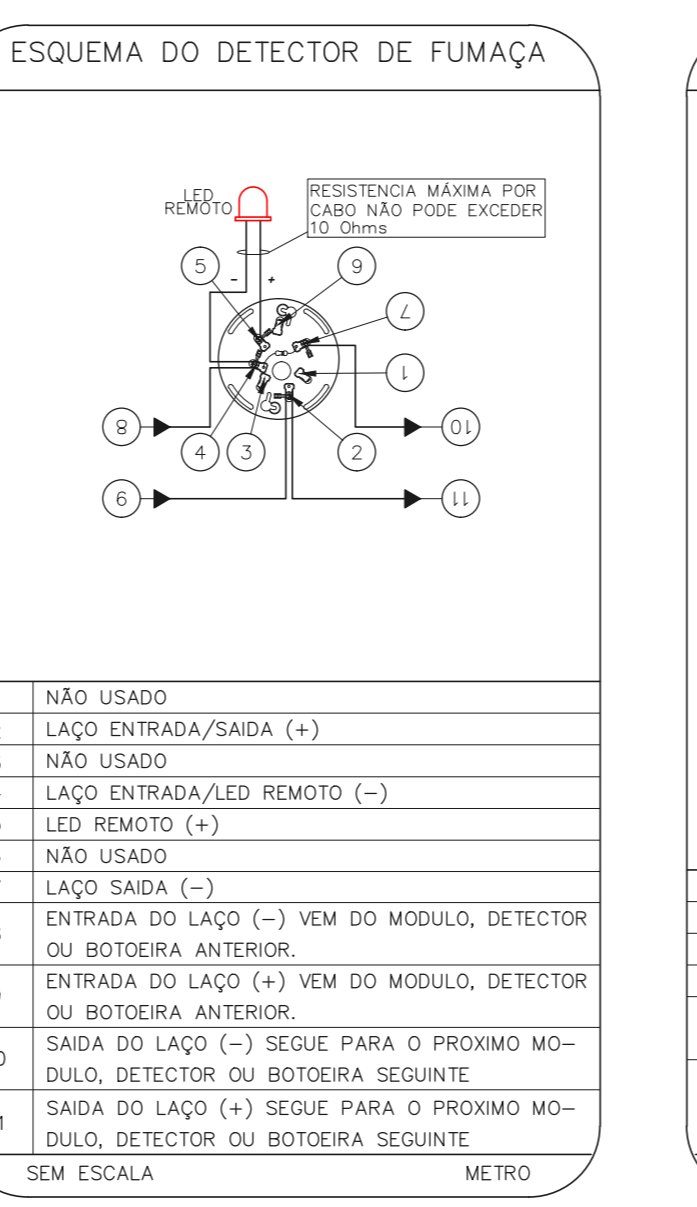 ESQUEMA DO DETECTOR DE FUMAÇA
LED
REMOTO
RESISTENCIA MÁXIMA POR
CABO NÃO PODE EXCEDER
10 Ohms
5
6
- +
7
1
8
10
4
3
2
9
11
NÃO USADO
LAÇO ENTRADA/SAIDA (+)
NÃO USADO
LAÇO ENTRADA/LED REMOTO (-)
LED REMOTO (+)
NÃO USADO
LAÇO SAIDA (-)
ENTRADA DO LAÇO (-) VEM DO MODULO, DETECTOR
OU BOTOEIRA ANTERIOR.
ENTRADA DO LAÇO (+) VEM DO MODULO, DETECTOR
OU BOTOEIRA ANTERIOR.
SAIDA DO LAÇO (-) SEGUE PARA O PROXIMO MO-
DULO, DETECTOR OU BOTOEIRA SEGUINTE
SAIDA DO LAÇO (+) SEGUE PARA O PROXIMO MO-
DULO, DETECTOR OU BOTOEIRA SEGUINTE
SEM ESCALA METRO